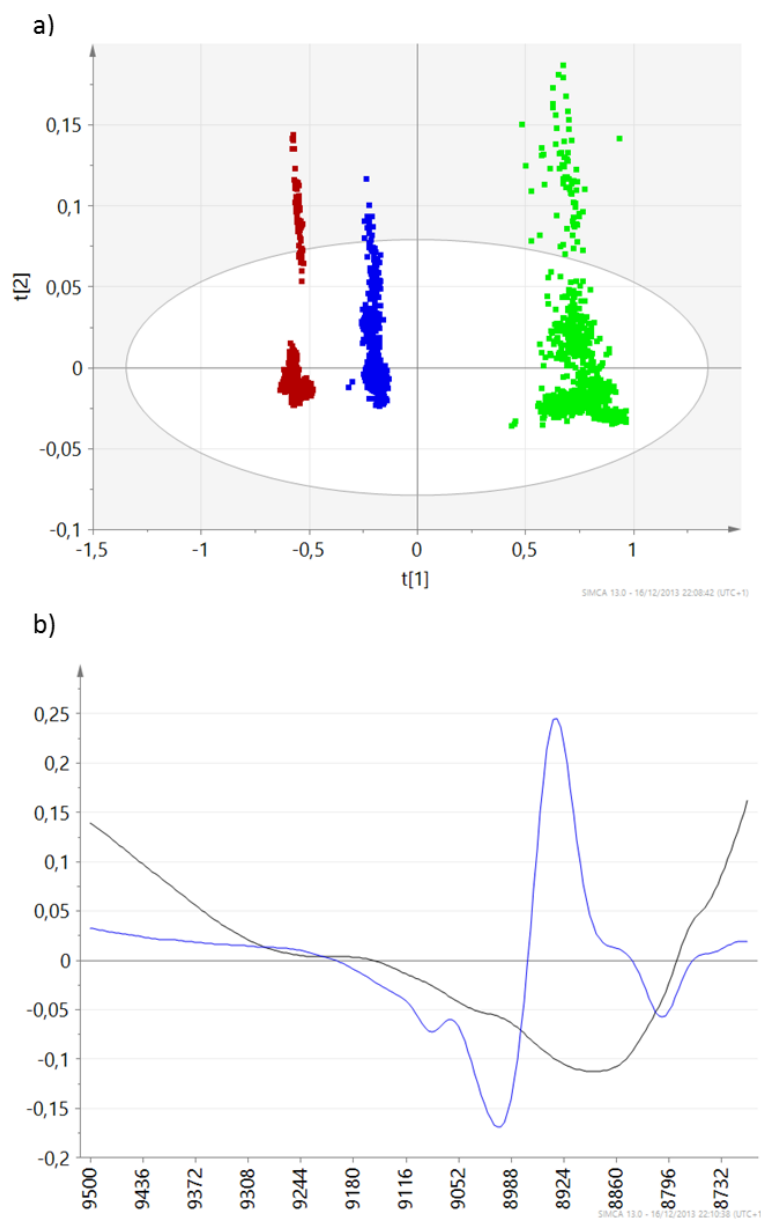 a)
0,15
0,1
0,05
0
-0,05
-0,1
t[2]
-1,5 -1 -0,5 0 0,5 1
t[1]
SIMCA 13.0 - 16/12/2013 22:08:42 (UTC+1)
b)
0,25
0,2
0,15
0,1
0,05
0
-0,05
-0,1
-0,15
-0,2
9500 9436 9372 9308 9244 9180 9116 9052 8988 8924 8860 8796 8732
SIMCA 13.0 - 16/12/2013 22:10:38 (UTC+1